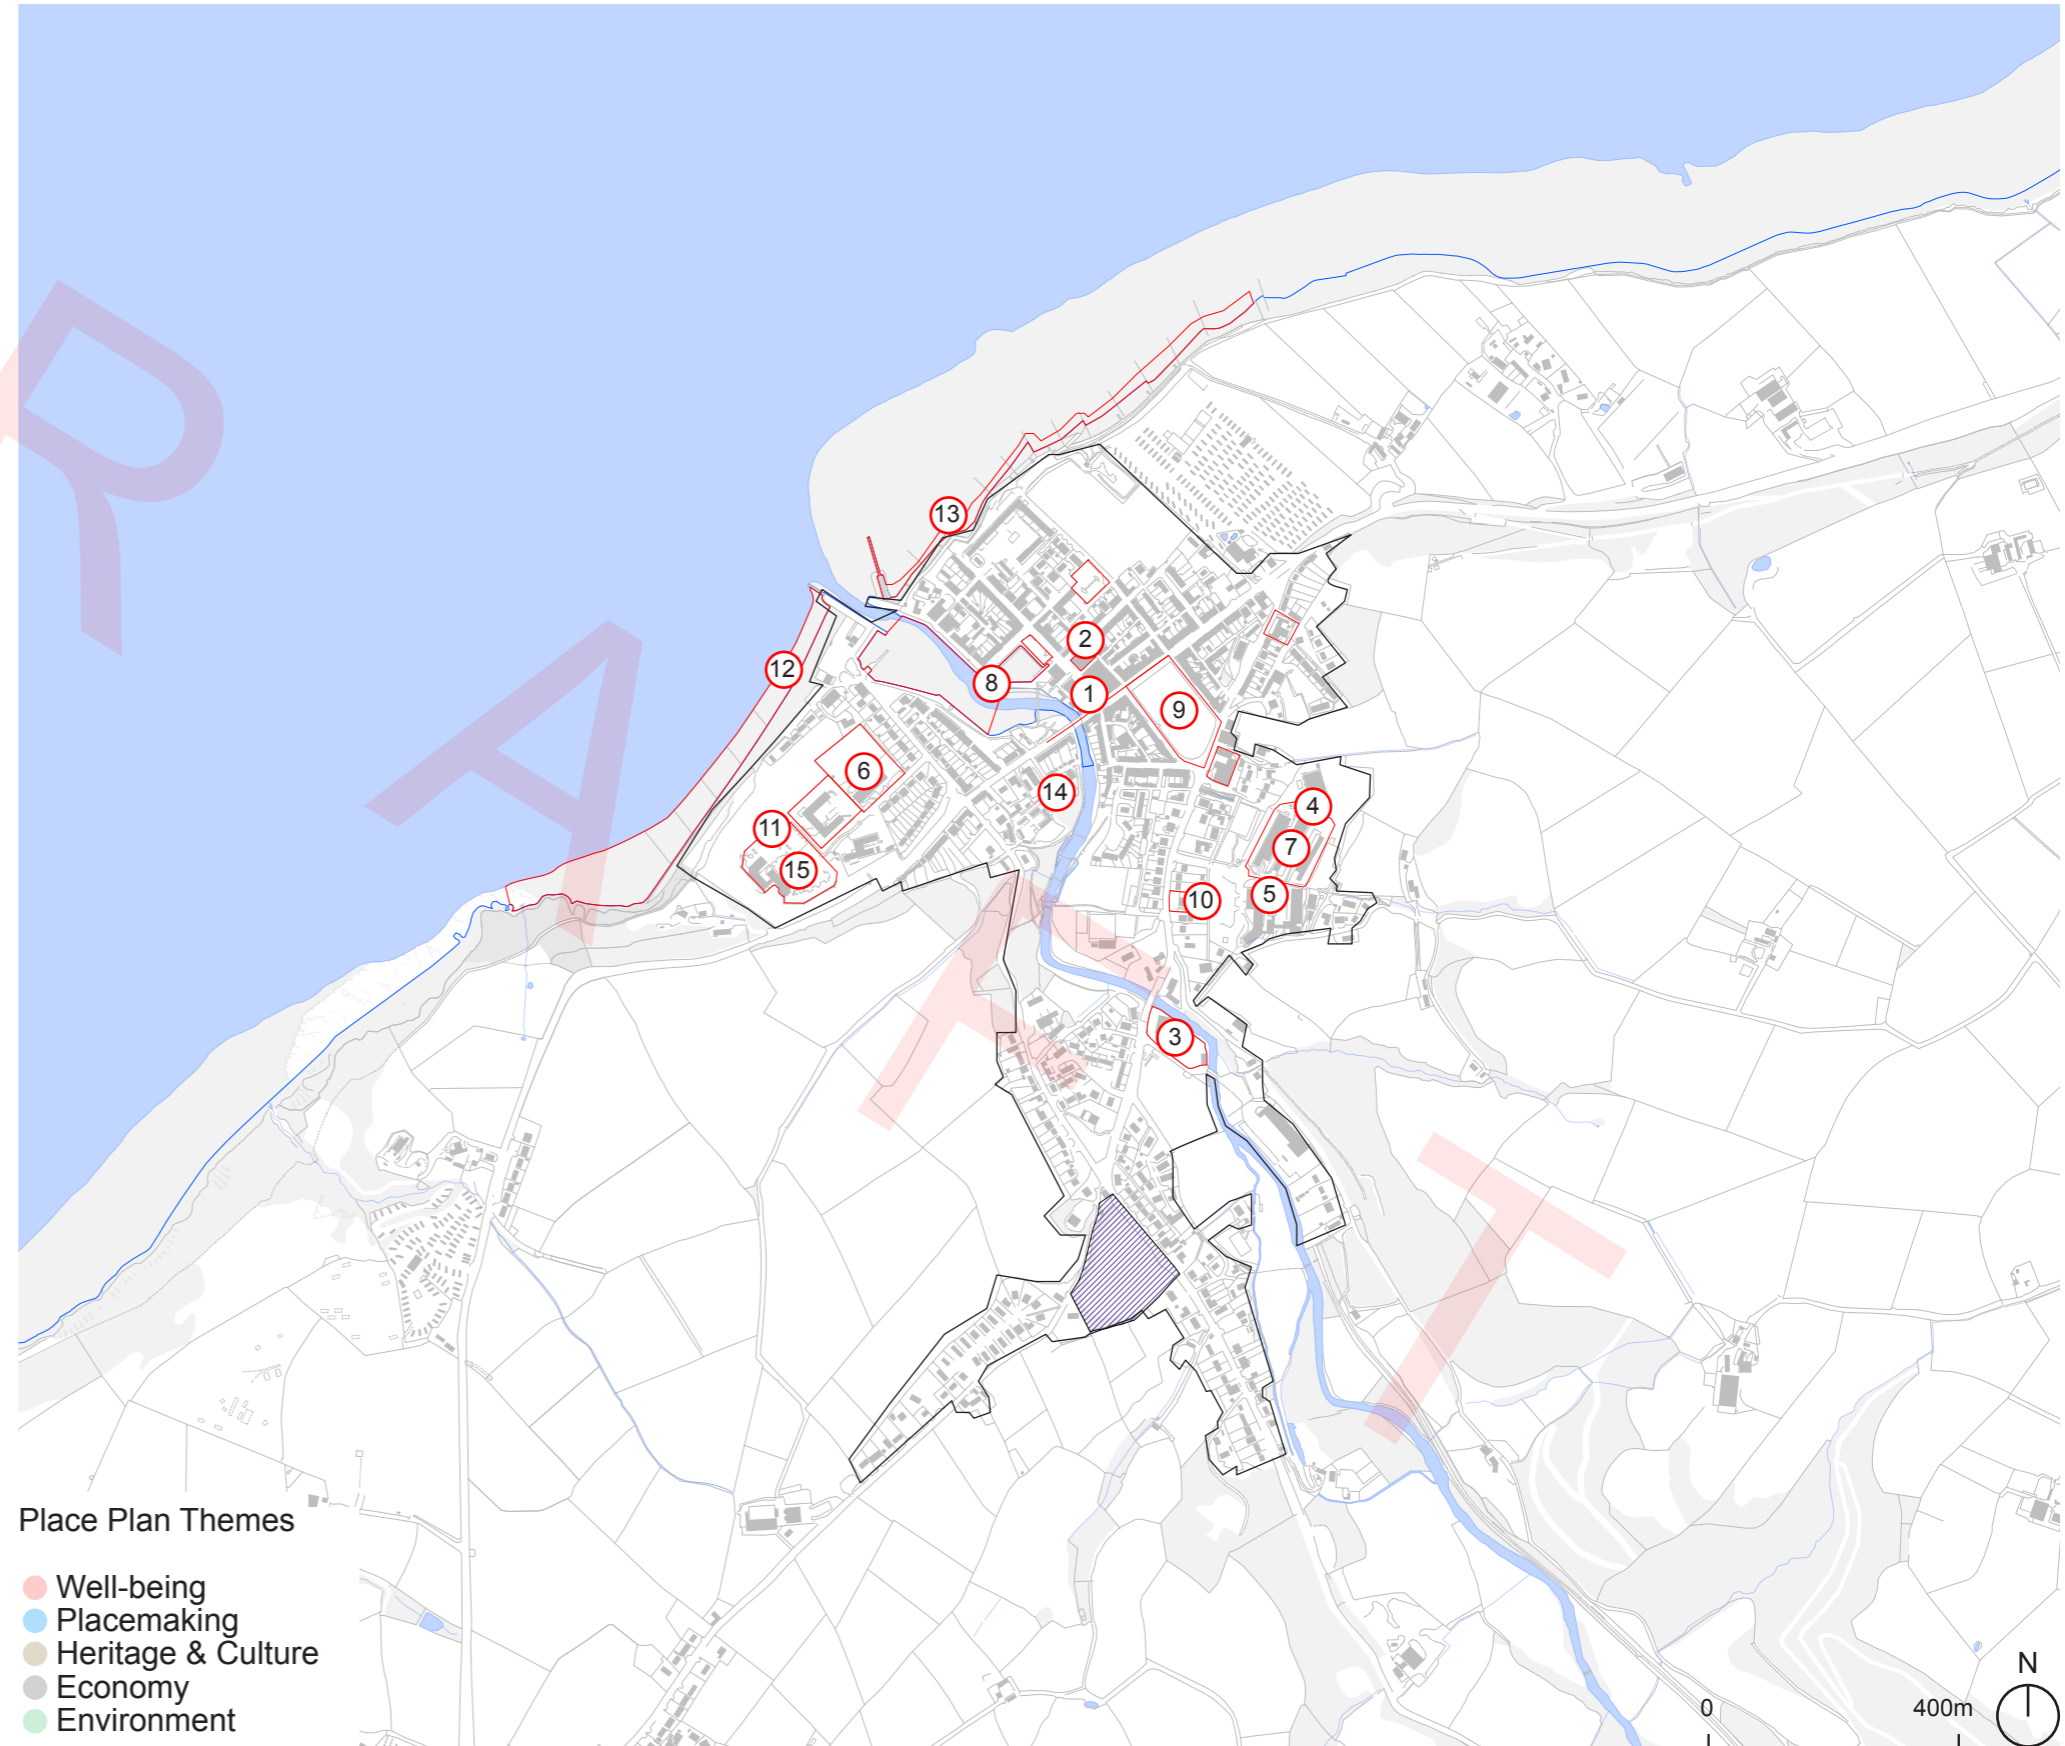 R
A
F
T
13
2
12
8
1
9
6
14
4
11
7
15
5
10
3
Place Plan Themes
Well-being
Placemaking
Heritage & Culture
Economy
Environment
N
0 400m